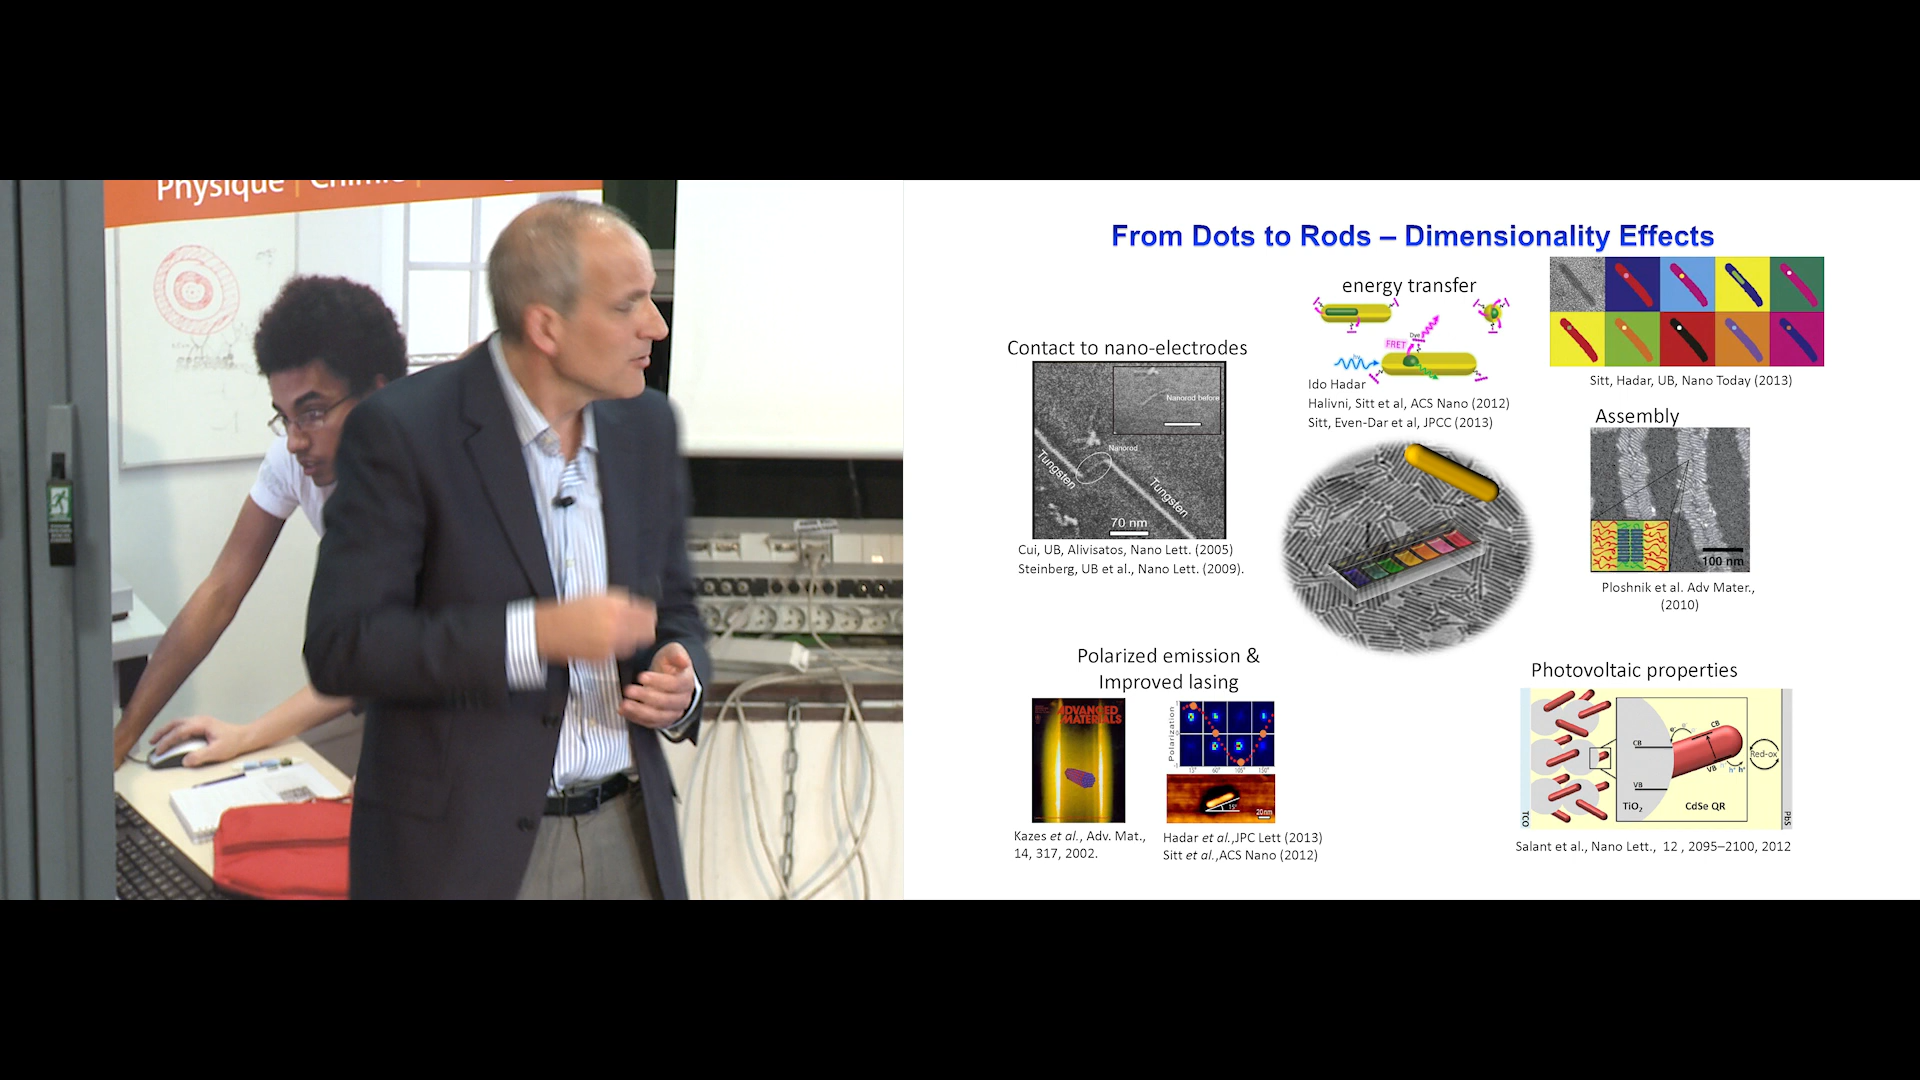 Physique
From Dots to Rods – Dimensionality Effects
energy transfer
Dye
FRET
hν
Ido Hadar
Halivni, Sitt et al, ACS Nano (2012)
Sitt, Even-Dar et al, JPCC (2013)
Sitt, Hadar, UB, Nano Today (2013)
Contact to nano-electrodes
Nanorod before
Nanorod
Tungsten
Tungsten
70 nm
Cui, UB, Alivisatos, Nano Lett. (2005)
Steinberg, UB et al., Nano Lett. (2009).
Assembly
100 nm
Ploshnik et al. Adv Mater.,
(2010)
Polarized emission &
Improved lasing
ADVANCED
MATERIALS
Polarization
15°
20nm
Kazes et al., Adv. Mat.,
14, 317, 2002.
Hadar et al.,JPC Lett (2013)
Sitt et al.,ACS Nano (2012)
Photovoltaic properties
TCO
CB
VB
TiO2
CB
VB
e- e-
h+ h+
CdSe QR
Red-ox
PbS
Salant et al., Nano Lett., 12 , 2095–2100, 2012